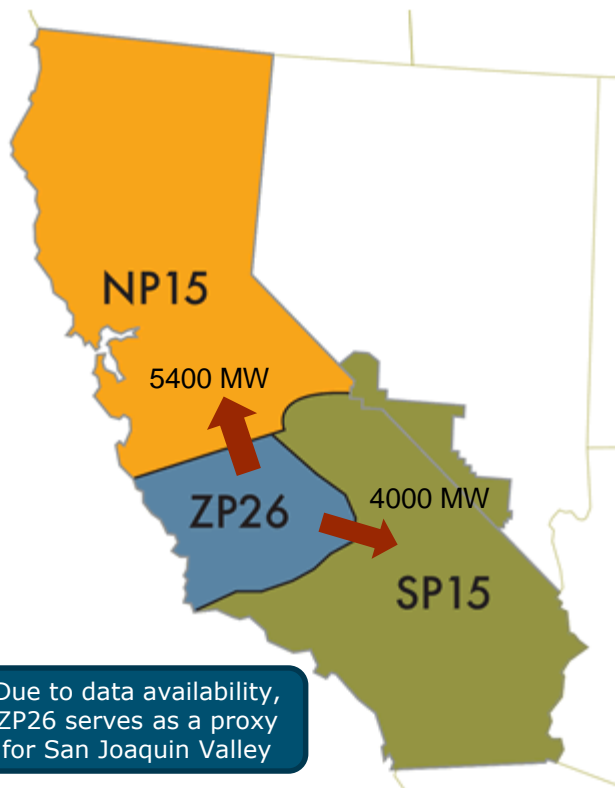 NP15
5400 MW
4000 MW
ZP26
SP15
Due to data availability,
ZP26 serves as a proxy
for San Joaquin Valley